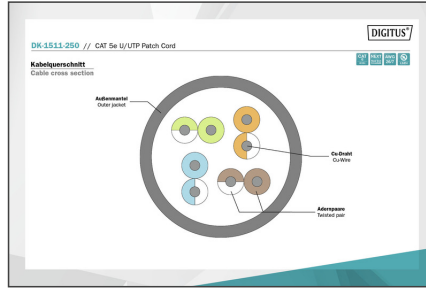 DIGITUS®
DK-1511-250 // CAT 5e U/UTP Patch Cord
Kabelquerschnitt
Cable cross section
Außenmantel
Outer jacket
Cu-Draht
Cu-Wire
Adernpaare
Twisted pair